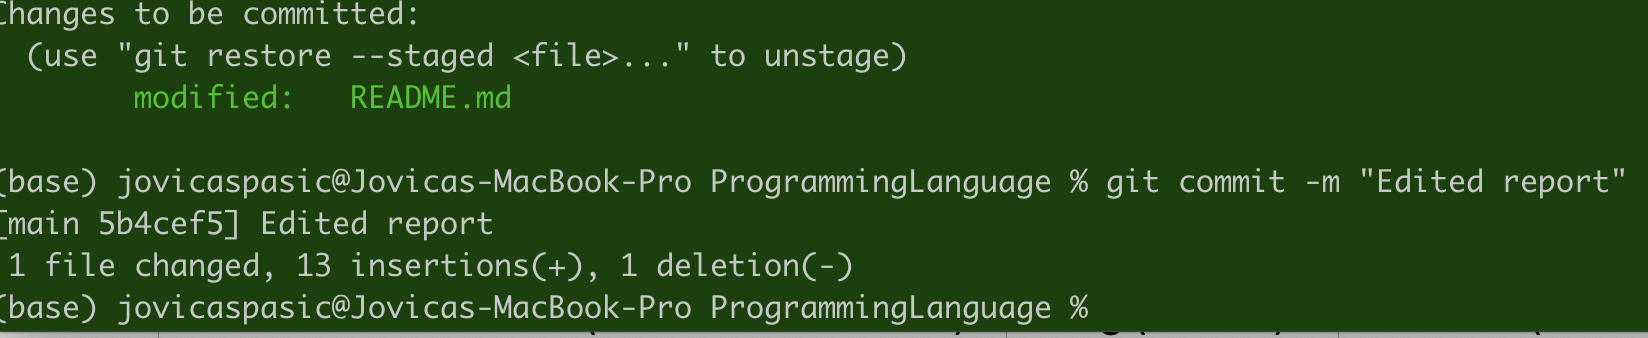 Changes to be committed:
(use "git restore --staged <file>..." to unstage)
modified:   README.md
(base) jovicaspasic@Jovicas-MacBook-Pro ProgrammingLanguage % git commit -m "Edited report"
[main 5b4cef5] Edited report
1 file changed, 13 insertions(+), 1 deletion(-)
(base) jovicaspasic@Jovicas-MacBook-Pro ProgrammingLanguage %